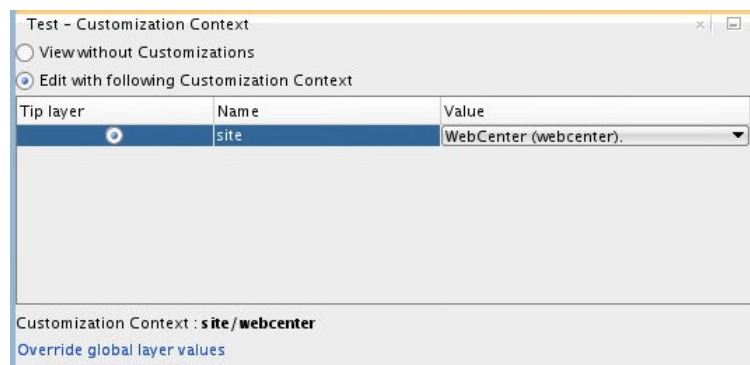 Test - Customization Context
View without Customizations
Edit with following Customization Context
Tip layer Name Value
site WebCenter (webcenter).
Customization Context : site/webcenter
Override global layer values